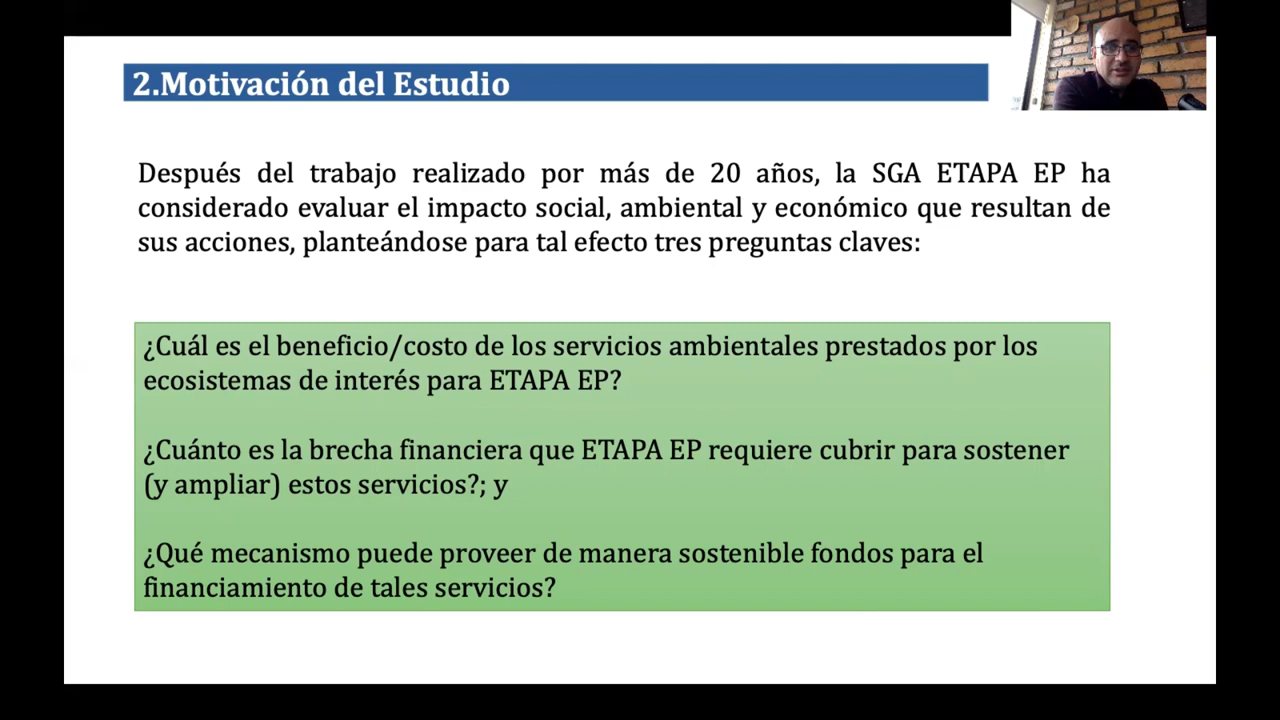 2.Motivación del Estudio
Después del trabajo realizado por más de 20 años, la SGA ETAPA EP ha
considerado evaluar el impacto social, ambiental y económico que resultan de
sus acciones, planteándose para tal efecto tres preguntas claves:
¿Cuál es el beneficio/costo de los servicios ambientales prestados por los
ecosistemas de interés para ETAPA EP?
¿Cuánto es la brecha financiera que ETAPA EP requiere cubrir para sostener
(y ampliar) estos servicios?; y
¿Qué mecanismo puede proveer de manera sostenible fondos para el
financiamiento de tales servicios?